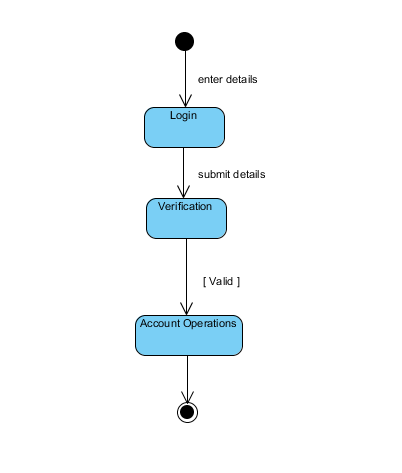 enter details
Login
submit details
Verification
[ Valid ]
Account Operations